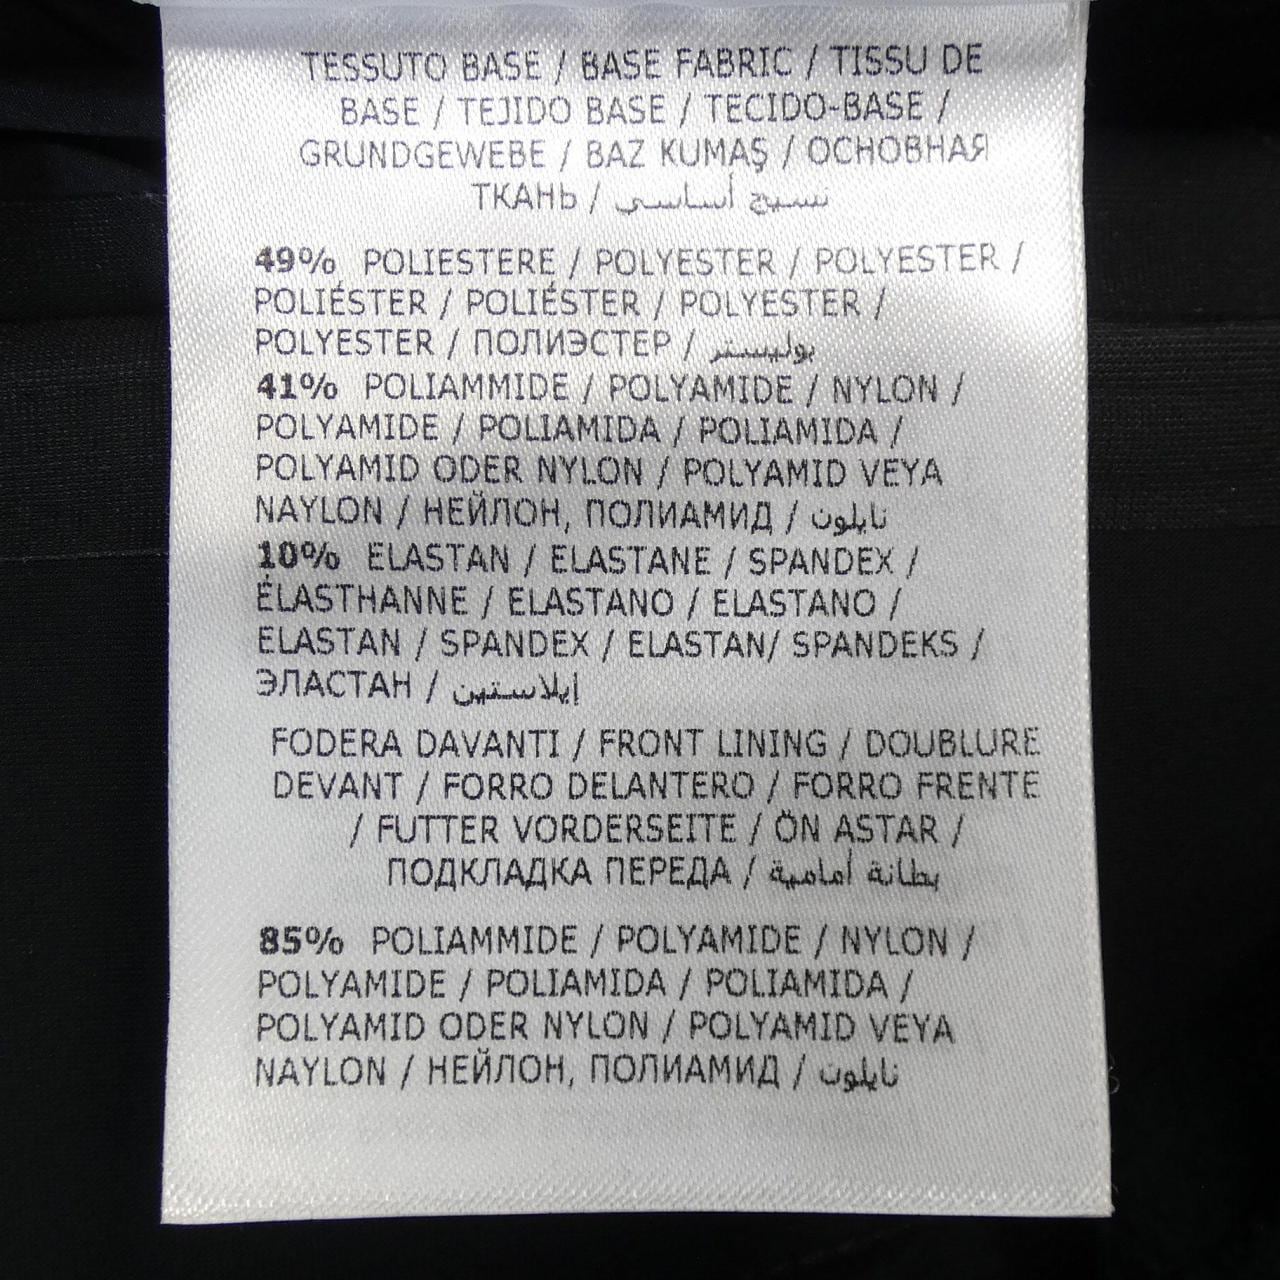 TESSUTO BASE / BASE FABRIC / TISSU DE
BASE / TEJIDO BASE / TECIDO-BASE /
GRUNDGEWEBE / BAZ KUMAŞ / ОСНОВНАЯ
ТКАНЬ / نسيج أساسي
49% POLIESTERE / POLYESTER / POLYESTER /
POLIÉSTER / POLIÉSTER / POLYESTER /
POLYESTER / ПОЛИЭСТЕР / بوليستر
41% POLIAMMIDE / POLYAMIDE / NYLON /
POLYAMIDE / POLIAMIDA / POLIAMIDA /
POLYAMID ODER NYLON / POLYAMID VEYA
NAYLON / НЕЙЛОН, ПОЛИАМИД / نايلون
10% ELASTAN / ELASTANE / SPANDEX /
ÉLASTHANNE / ELASTANO / ELASTANO /
ELASTAN / SPANDEX / ELASTAN/ SPANDEKS /
ЭЛАСТАН / إيلاستين
FODERA DAVANTI / FRONT LINING / DOUBLURE
DEVANT / FORRO DELANTERO / FORRO FRENTE
/ FUTTER VORDERSEITE / ÖN ASTAR /
ПОДКЛАДКА ПЕРЕДА / بطانة أمامية
85% POLIAMMIDE / POLYAMIDE / NYLON /
POLYAMIDE / POLIAMIDA / POLIAMIDA /
POLYAMID ODER NYLON / POLYAMID VEYA
NAYLON / НЕЙЛОН, ПОЛИАМИД / نايلون